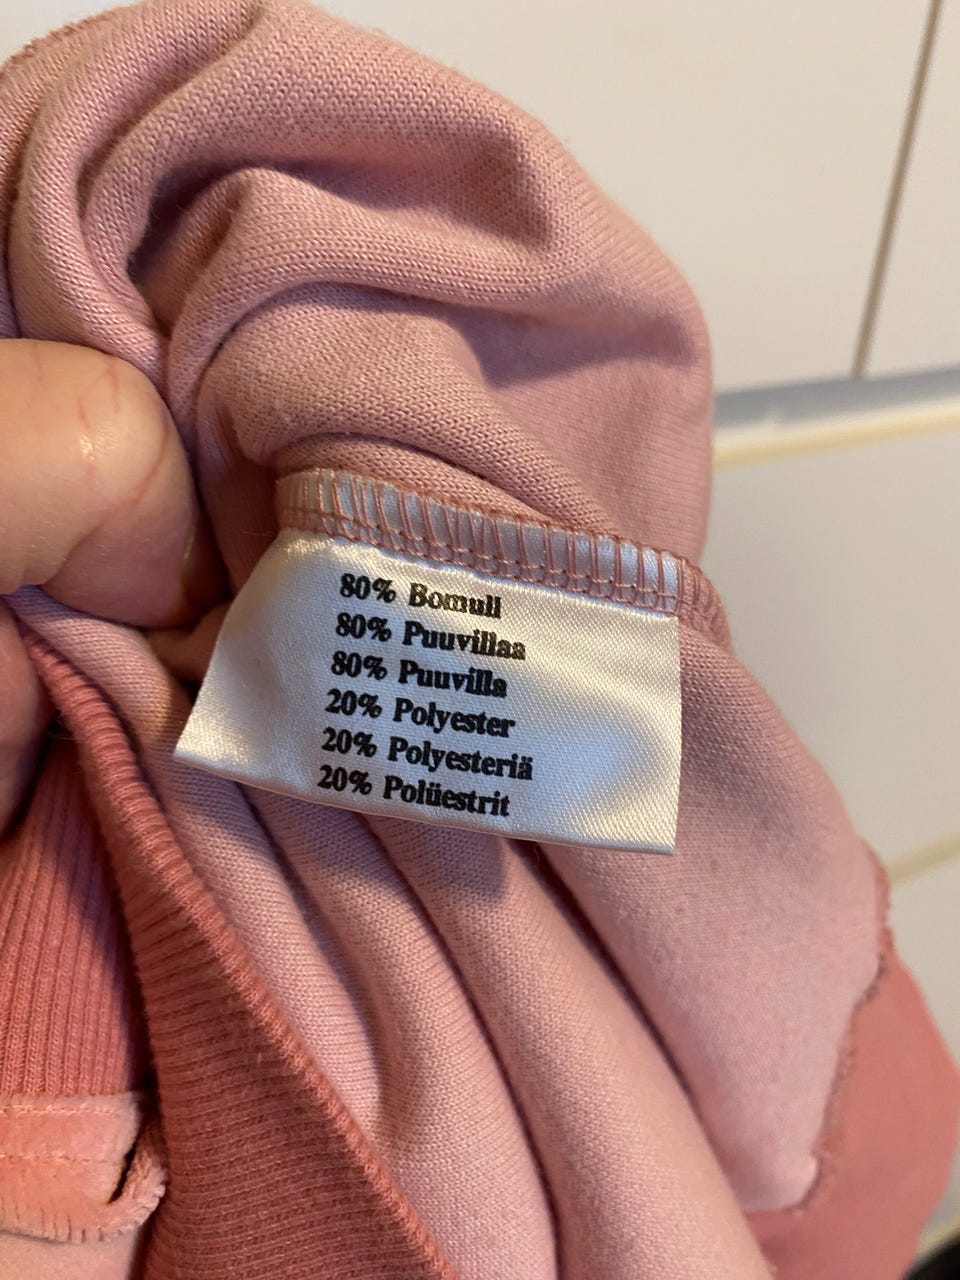 80% Bomull
80% Puuvillaa
80% Puuvilla
20% Polyester
20% Polyesteriä
20% Polüestrit